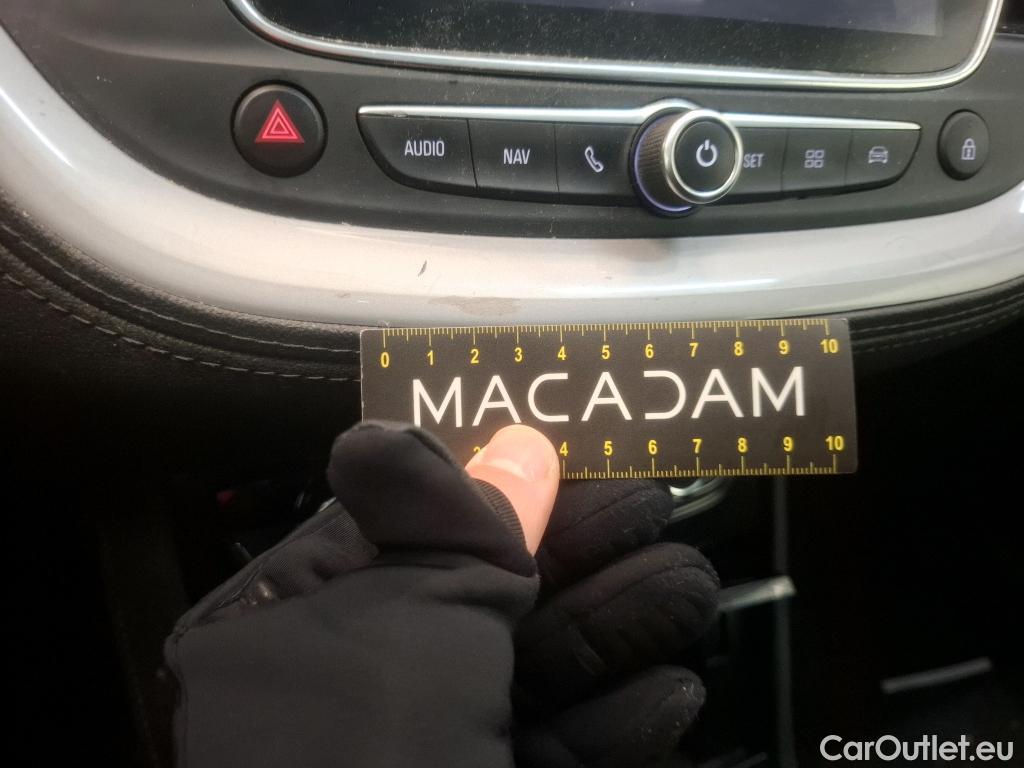 AUDIO NAV SET
0 1 2 3 4 5 6 7 8 9 10
MACADAM
4 5 6 7 8 9 10
CarOutlet.eu